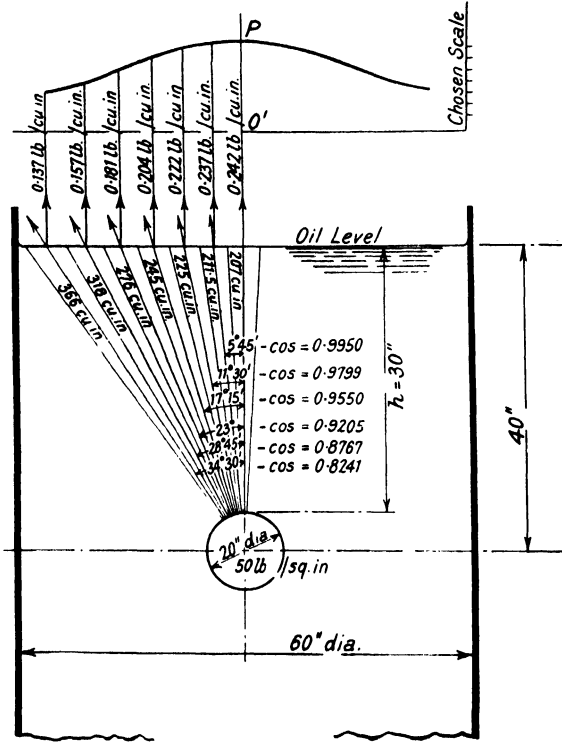 P
Chosen Scale
O'
0·137 lb. /cu in
0·157 lb. /cu.in.
0·181 lb. /cu.in.
0·204 lb /cu.in.
0·222 lb. /cu.in.
0·237 lb. /cu.in.
0·242 lb /cu.in.
Oil Level
366 cu. in
318 cu. in
276 cu in
245 cu in
225 cu in
211·5 cu in
207 cu in
5°45' - cos = 0·9950
11°30' - cos = 0·9799
17°15' - cos = 0·9550
23° - cos = 0·9205
28°45' - cos = 0·8767
34°30' - cos = 0·8241
h = 30"
40"
20" dia
50 lb /sq. in
60" dia.